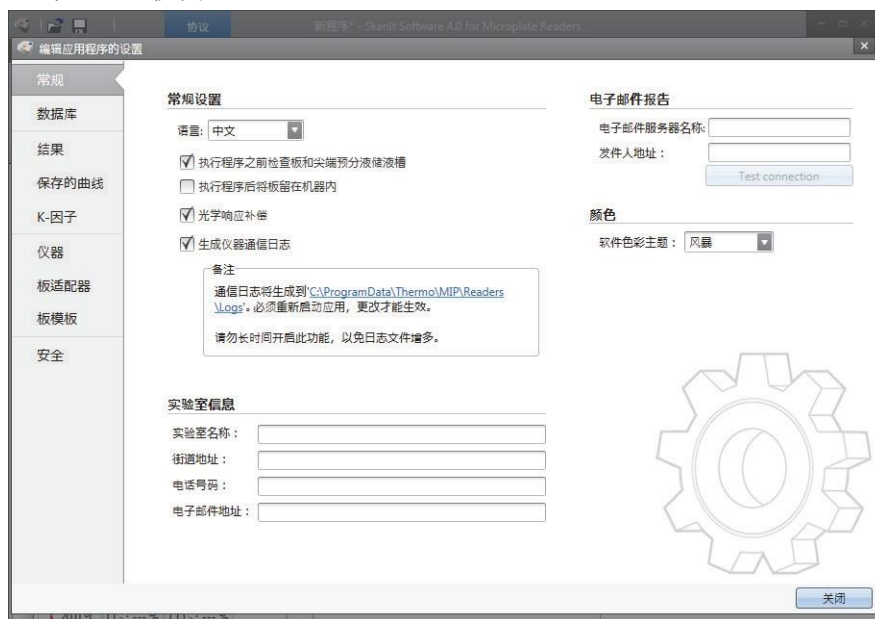 协议
新程序* - SkanIt Software 4.0 for Microplate Readers
编辑应用程序的设置
常规
数据库
结果
保存的曲线
K-因子
仪器
板适配器
板模板
安全
常规设置
语言: 中文
执行程序之前检查板和尖端预分液储液槽
执行程序后将板留在机器内
光学响应补偿
生成仪器通信日志
备注
通信日志将生成到'C:\ProgramData\Thermo\MIP\Readers
\Logs'。必须重新启动应用，更改才能生效。
请勿长时间开启此功能，以免日志文件增多。
实验室信息
实验室名称：
街道地址：
电话号码：
电子邮件地址：
电子邮件报告
电子邮件服务器名称:
发件人地址：
Test connection
颜色
软件色彩主题： 风暴
关闭